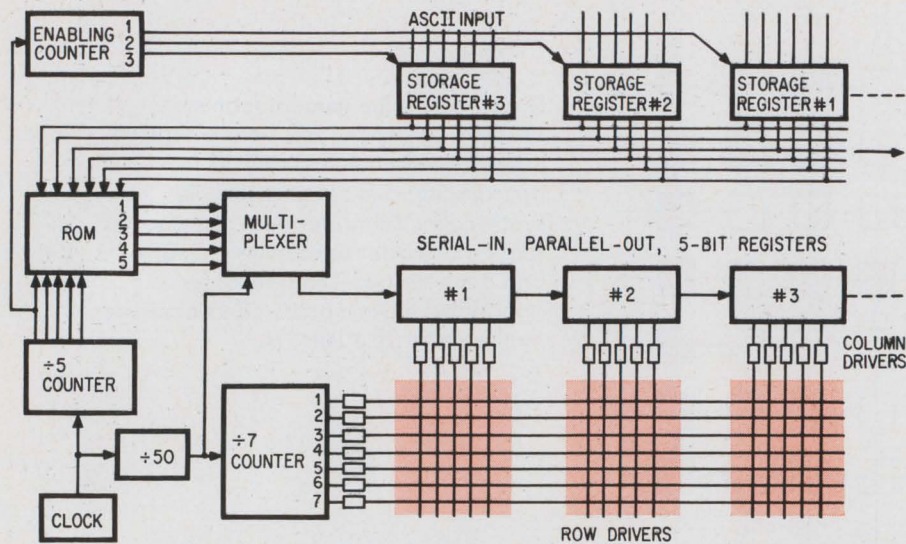 ENABLING
COUNTER
1
2
3
ASCII INPUT
STORAGE
REGISTER #3
STORAGE
REGISTER #2
STORAGE
REGISTER #1
ROM
1
2
3
4
5
MULTI-
PLEXER
SERIAL-IN, PARALLEL-OUT, 5-BIT REGISTERS
#1
#2
#3
COLUMN
DRIVERS
÷5
COUNTER
÷50
÷7
COUNTER
1
2
3
4
5
6
7
CLOCK
ROW DRIVERS